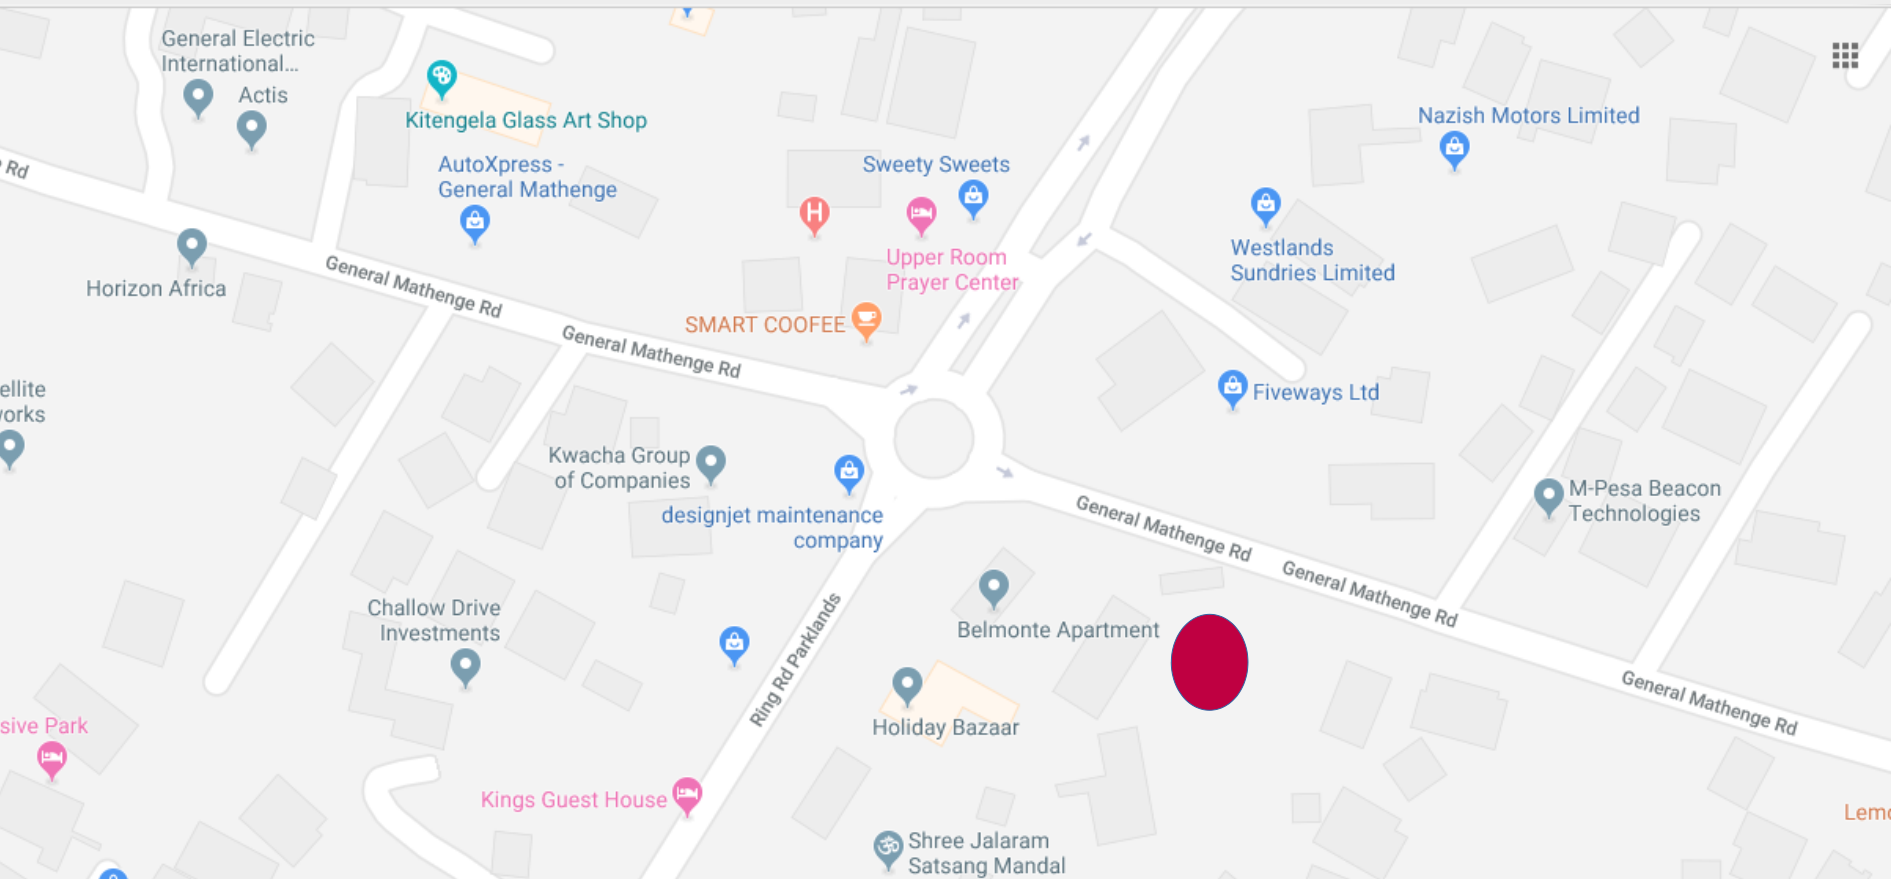 General Electric
International...
Actis
Kitengela Glass Art Shop
AutoXpress -
General Mathenge
Rd
Horizon Africa
General Mathenge Rd
General Mathenge Rd
Sweety Sweets
H
Upper Room
Prayer Center
SMART COOFEE
Nazish Motors Limited
Westlands
Sundries Limited
Fiveways Ltd
ellite
works
Kwacha Group
of Companies
designjet maintenance
company
General Mathenge Rd
General Mathenge Rd
General Mathenge Rd
M-Pesa Beacon
Technologies
Challow Drive
Investments
Ring Rd Parklands
Belmonte Apartment
Holiday Bazaar
sive Park
Kings Guest House
Shree Jalaram
Satsang Mandal
ॐ
Lem